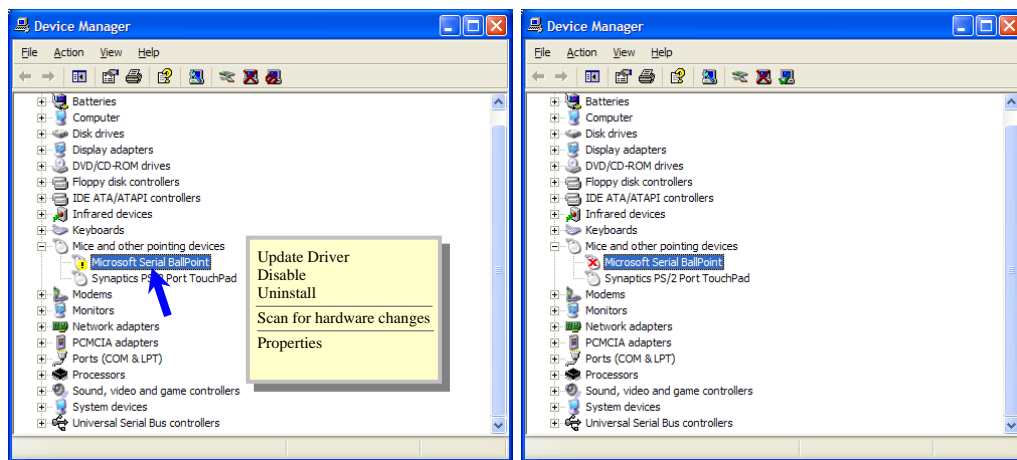 Device Manager
File Action View Help
Batteries
Computer
Disk drives
Display adapters
DVD/CD-ROM drives
Floppy disk controllers
IDE ATA/ATAPI controllers
Infrared devices
Keyboards
Mice and other pointing devices
Microsoft Serial BallPoint
Synaptics PS/2 Port TouchPad
Modems
Monitors
Network adapters
PCMCIA adapters
Ports (COM & LPT)
Processors
Sound, video and game controllers
System devices
Universal Serial Bus controllers
Update Driver
Disable
Uninstall
Scan for hardware changes
Properties
Device Manager
File Action View Help
Batteries
Computer
Disk drives
Display adapters
DVD/CD-ROM drives
Floppy disk controllers
IDE ATA/ATAPI controllers
Infrared devices
Keyboards
Mice and other pointing devices
Microsoft Serial BallPoint
Synaptics PS/2 Port TouchPad
Modems
Monitors
Network adapters
PCMCIA adapters
Ports (COM & LPT)
Processors
Sound, video and game controllers
System devices
Universal Serial Bus controllers